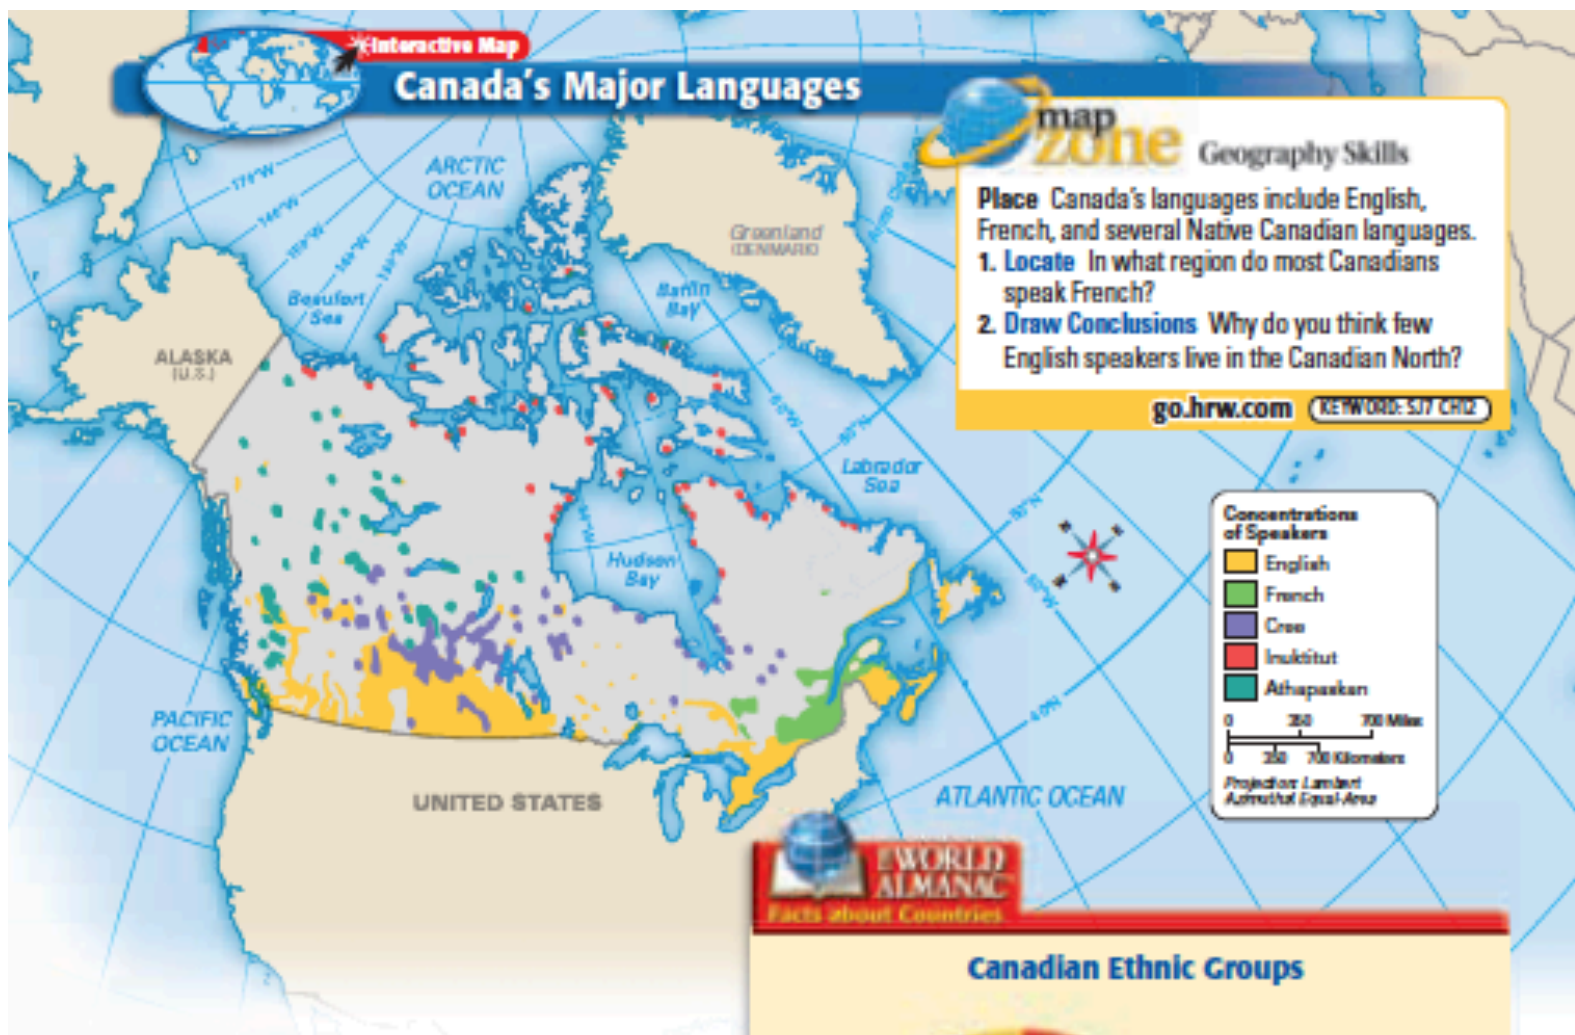 Interactive Map
Canada's Major Languages
map
zone
Geography Skills
Place Canada's languages include English,
French, and several Native Canadian languages.
1. Locate In what region do most Canadians
speak French?
2. Draw Conclusions Why do you think few
English speakers live in the Canadian North?
go.hrw.com
KEYWORD: SJ7 CH12
ARCTIC
OCEAN
Greenland
(DENMARK)
Beaufort
Sea
Baffin
Bay
ALASKA
(U.S.)
Labrador
Sea
Hudson
Bay
PACIFIC
OCEAN
UNITED STATES
ATLANTIC OCEAN
Concentrations
of Speakers
English
French
Cree
Inuktitut
Athapaskan
0 350 700 Miles
0 350 700 Kilometers
Projection: Lambert
Azimuthal Equal-Area
THE WORLD
ALMANAC
Facts about Countries
Canadian Ethnic Groups